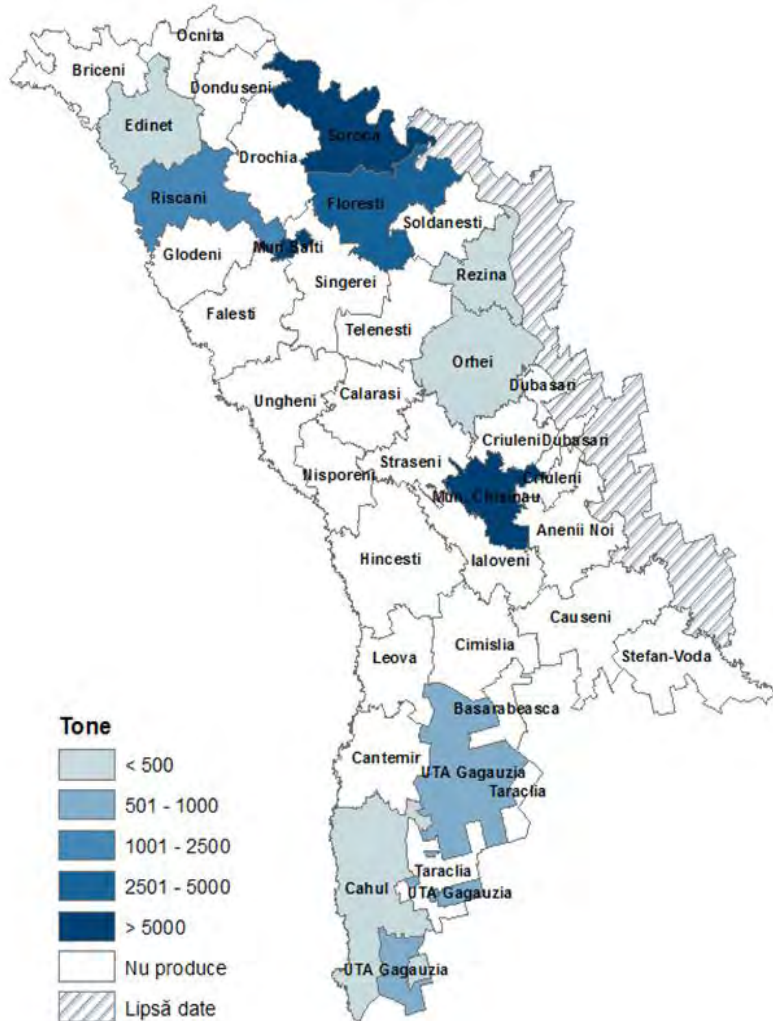 Ocnita
Briceni
Donduseni
Edinet
Soroca
Drochia
Riscani
Floresti
Soldanesti
Mun. Balti
Glodeni
Rezina
Singerei
Falesti
Telenesti
Orhei
Dubasari
Calarasi
Ungheni
Criuleni
Dubasari
Straseni
Nisporeni
Criuleni
Mun. Chisinau
Anenii Noi
Hincesti
Ialoveni
Causeni
Cimislia
Leova
Stefan-Voda
Basarabeasca
Cantemir
UTA Gagauzia
Taraclia
Taraclia
Cahul
UTA Gagauzia
UTA Gagauzia
Tone
< 500
501 - 1000
1001 - 2500
2501 - 5000
> 5000
Nu produce
Lipsă date